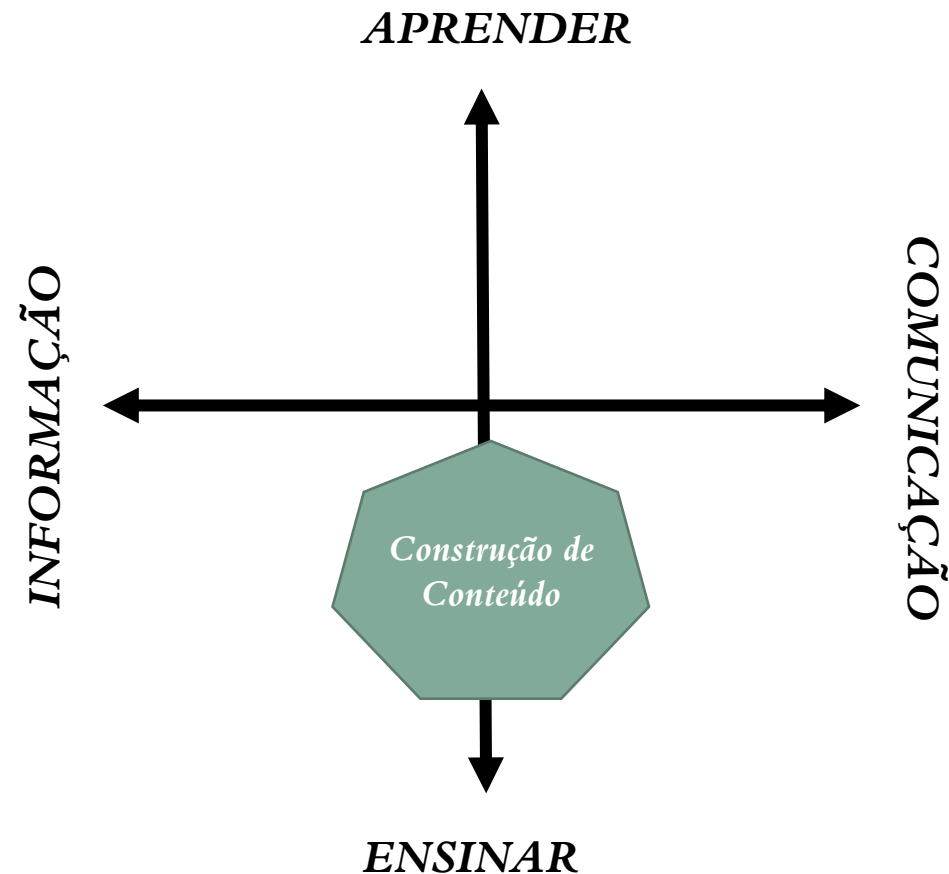 APRENDER
INFORMAÇÃO
COMUNICAÇÃO
Construção de
Conteúdo
ENSINAR